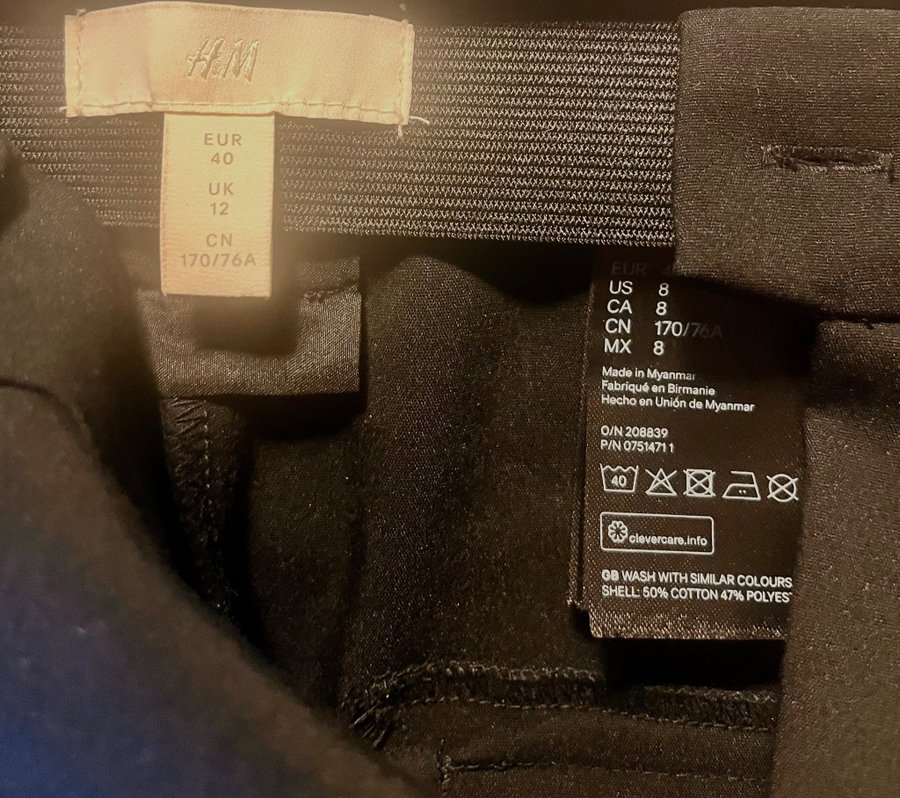 H&M
EUR
40
UK
12
CN
170/76A
EUR 4
US 8
CA 8
CN 170/76A
MX 8
Made in Myanmar
Fabriqué en Birmanie
Hecho en Unión de Myanmar
O/N 208839
P/N 07514711
40
clevercare.info
GB WASH WITH SIMILAR COLOURS
SHELL: 50% COTTON 47% POLYES